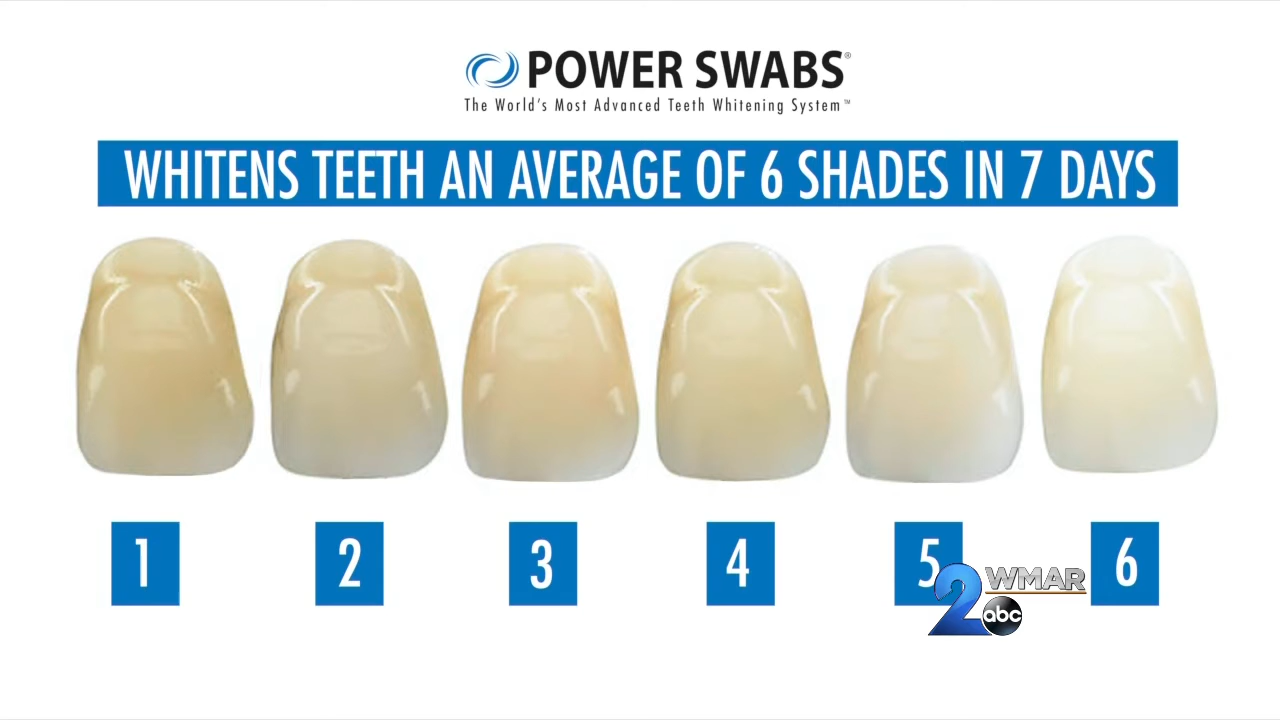 POWER SWABS®
The World's Most Advanced Teeth Whitening System™
WHITENS TEETH AN AVERAGE OF 6 SHADES IN 7 DAYS
1 2 3 4 5 6
2 WMAR
abc